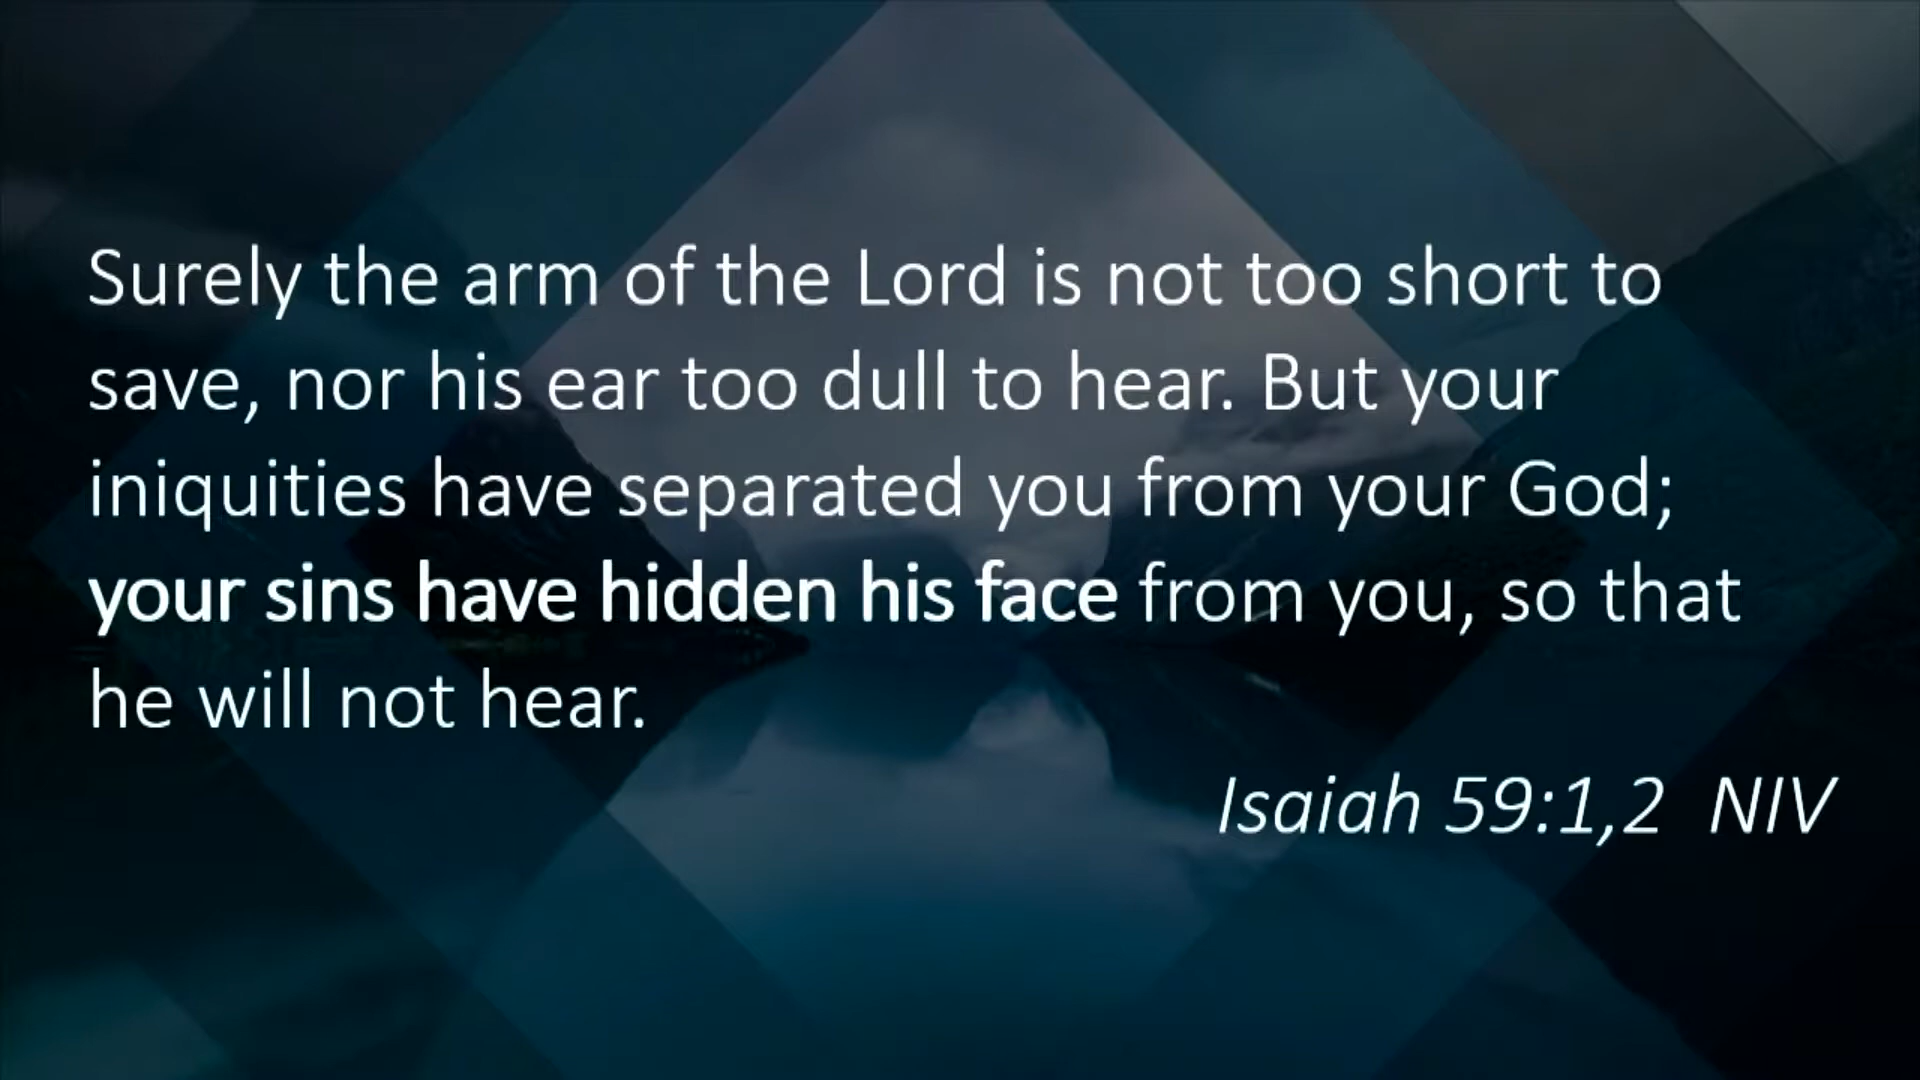 Surely the arm of the Lord is not too short to
save, nor his ear too dull to hear. But your
iniquities have separated you from your God;
your sins have hidden his face from you, so that
he will not hear.
Isaiah 59:1,2 NIV